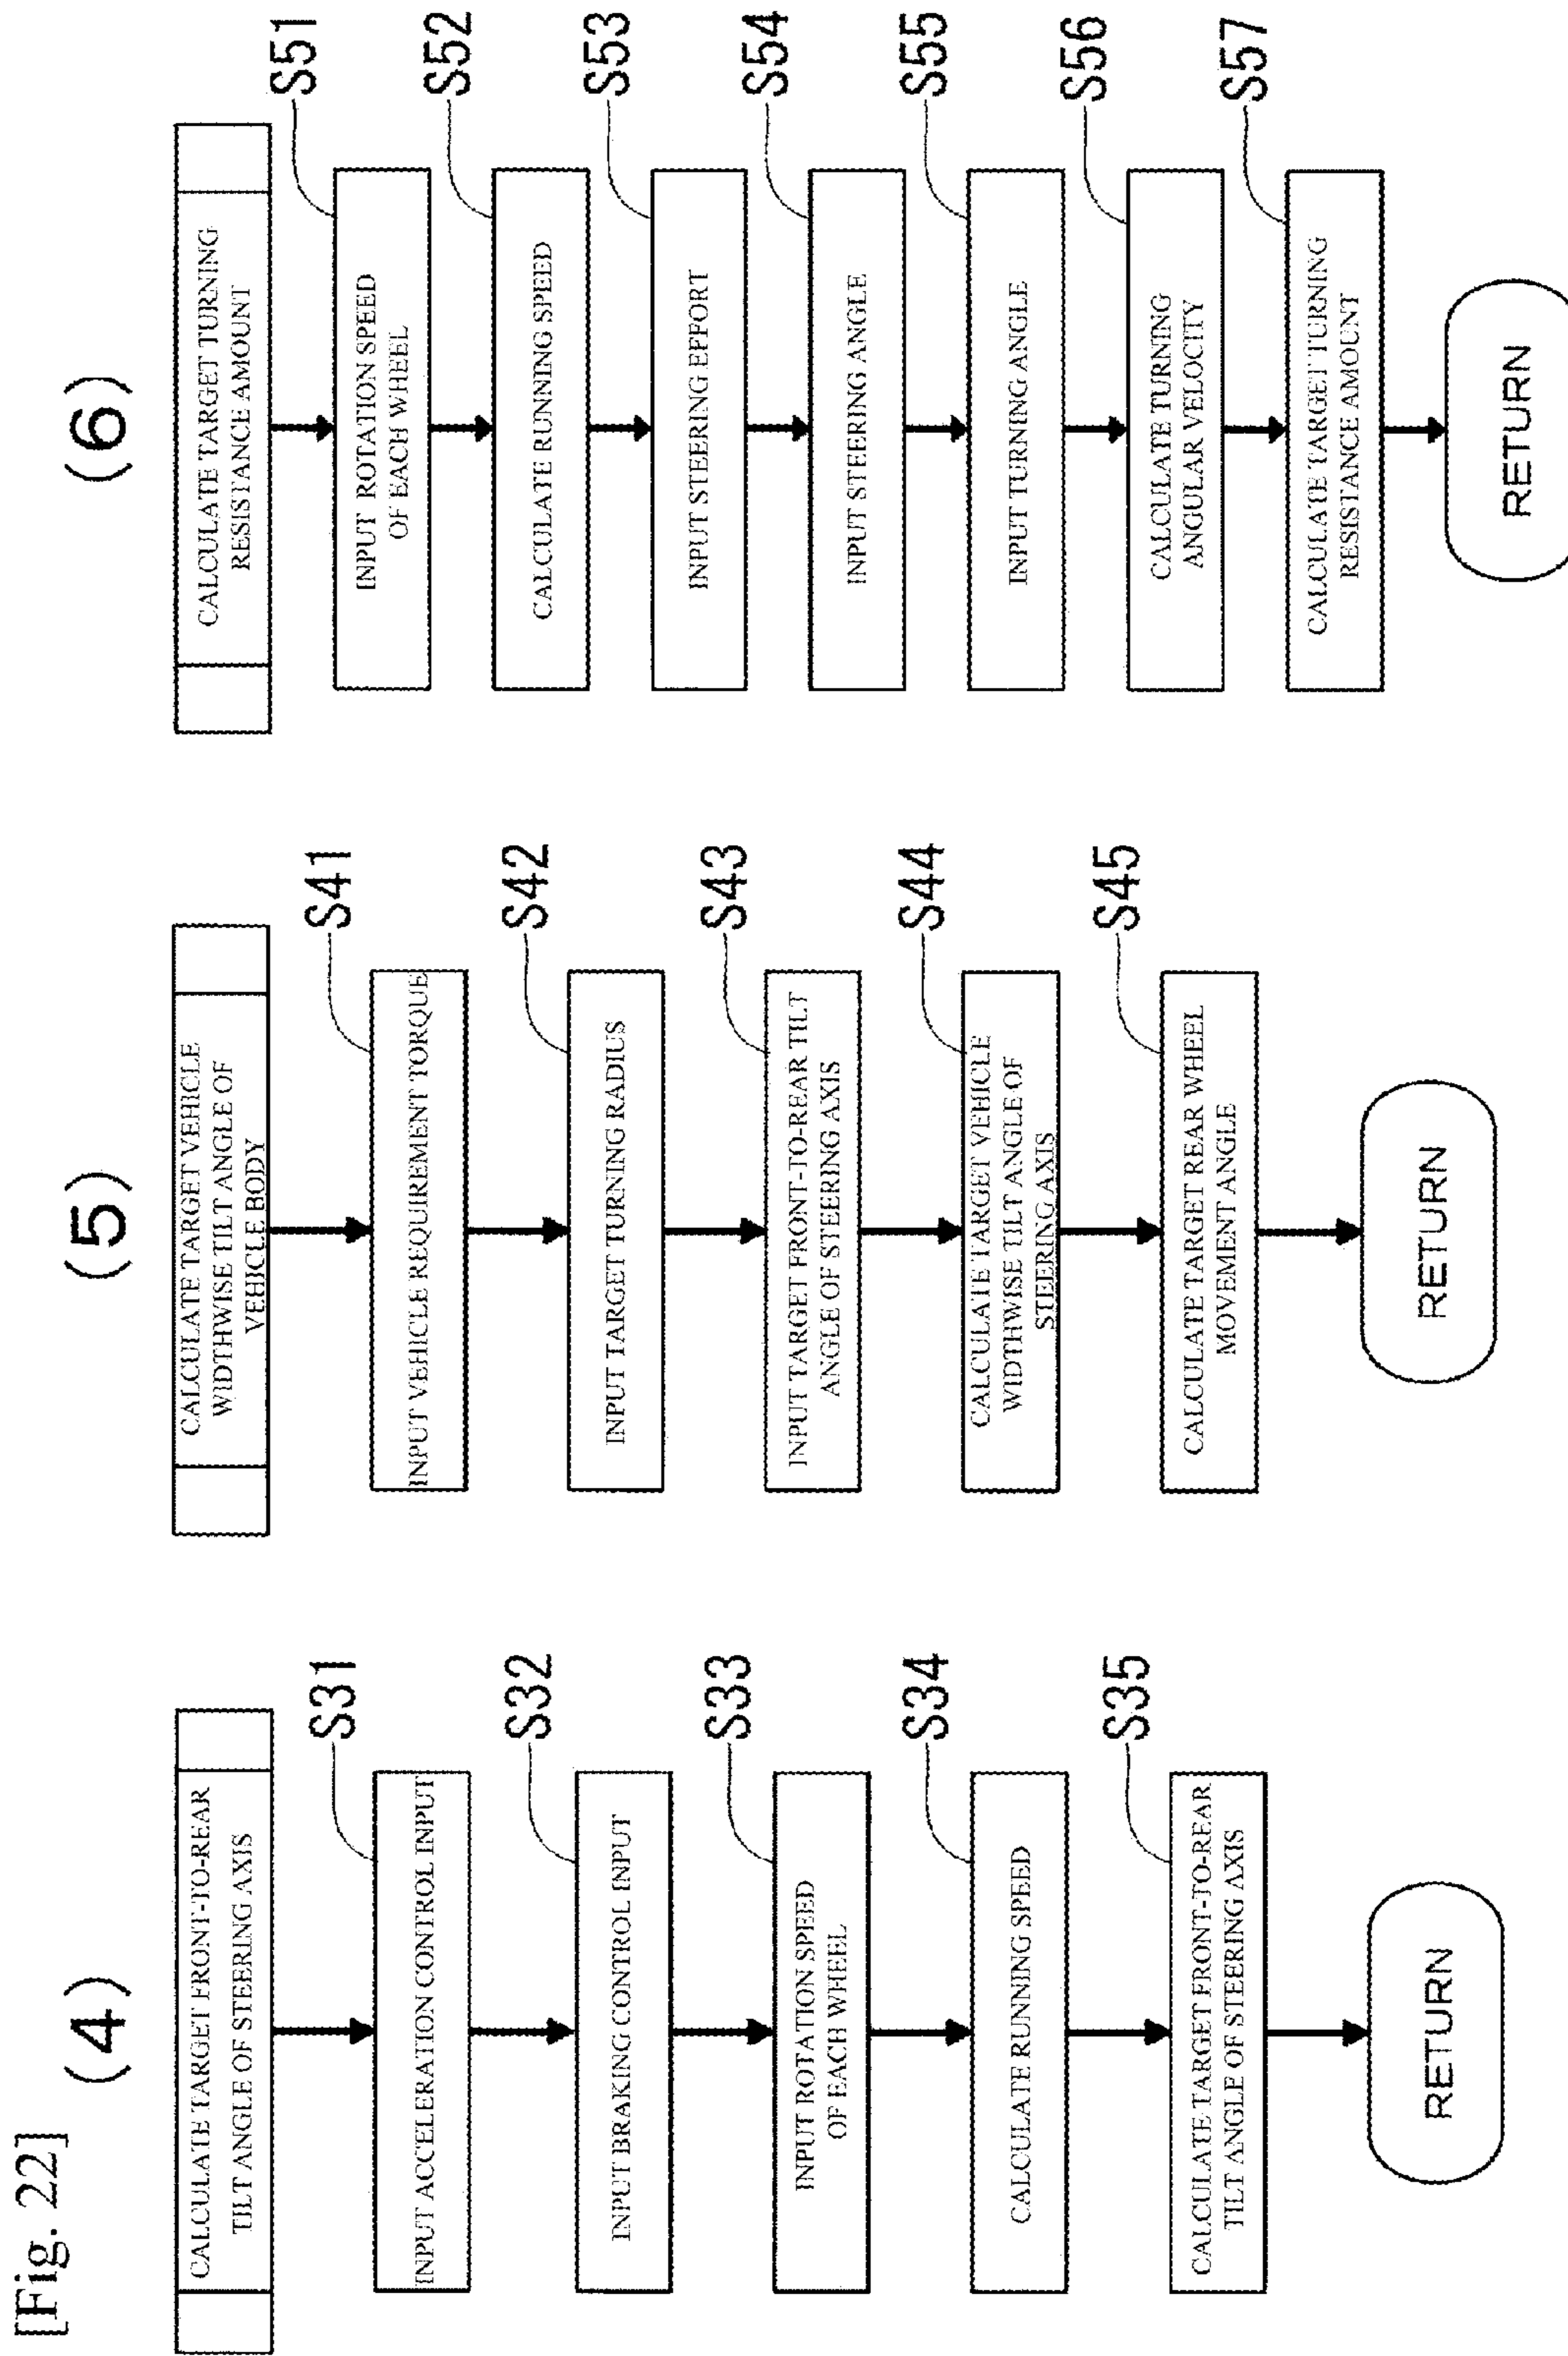 [Fig. 22]
(4)
CALCULATE TARGET FRONT-TO-REAR
TILT ANGLE OF STEERING AXIS
S31
INPUT ACCELERATION CONTROL INPUT
S32
INPUT BRAKING CONTROL INPUT
S33
INPUT ROTATION SPEED
OF EACH WHEEL
S34
CALCULATE RUNNING SPEED
S35
CALCULATE TARGET FRONT-TO-REAR
TILT ANGLE OF STEERING AXIS
RETURN
(5)
CALCULATE TARGET VEHICLE
WIDTHWISE TILT ANGLE OF
VEHICLE BODY
S41
INPUT VEHICLE REQUIREMENT TORQUE
S42
INPUT TARGET TURNING RADIUS
S43
INPUT TARGET FRONT-TO-REAR TILT
ANGLE OF STEERING AXIS
S44
CALCULATE TARGET VEHICLE
WIDTHWISE TILT ANGLE OF
STEERING AXIS
S45
CALCULATE TARGET REAR WHEEL
MOVEMENT ANGLE
RETURN
(6)
CALCULATE TARGET TURNING
RESISTANCE AMOUNT
S51
INPUT ROTATION SPEED
OF EACH WHEEL
S52
CALCULATE RUNNING SPEED
S53
INPUT STEERING EFFORT
S54
INPUT STEERING ANGLE
S55
INPUT TURNING ANGLE
S56
CALCULATE TURNING
ANGULAR VELOCITY
S57
CALCULATE TARGET TURNING
RESISTANCE AMOUNT
RETURN